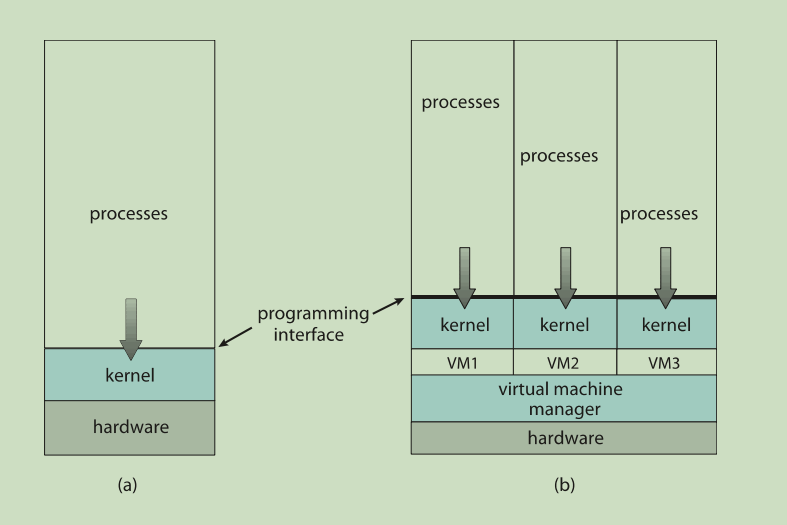 processes
kernel
hardware
(a)
programming
interface
processes
processes
processes
kernel
kernel
kernel
VM1
VM2
VM3
virtual machine
manager
hardware
(b)